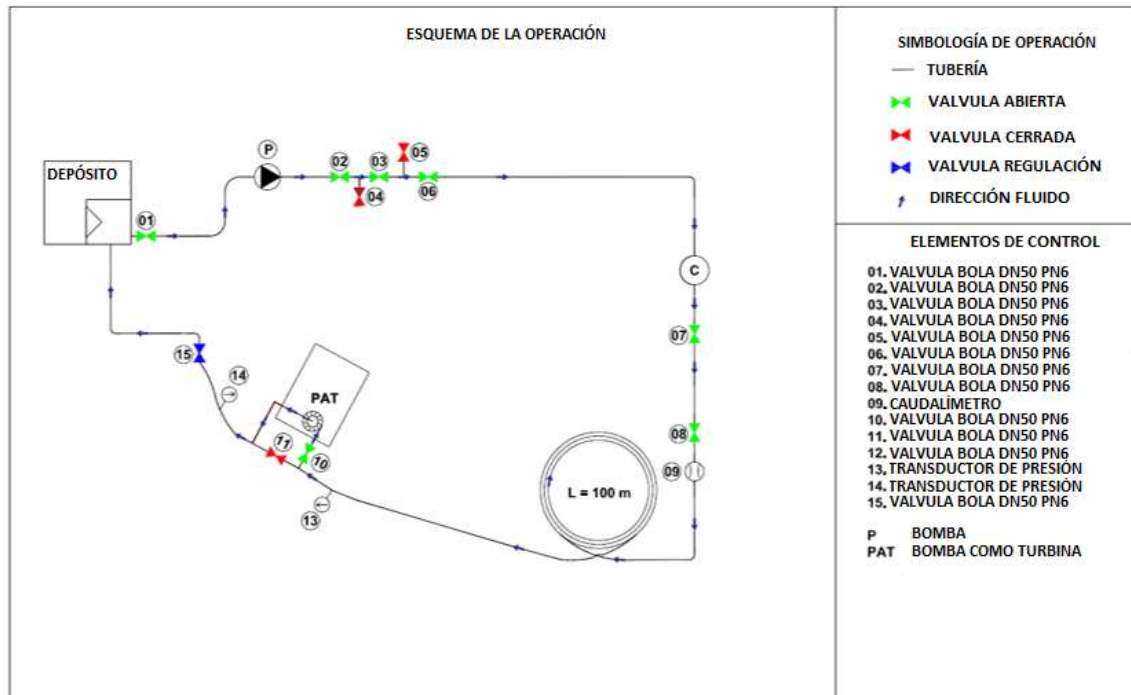 ESQUEMA DE LA OPERACIÓN
P
02
03
05
04
06
DEPÓSITO
01
C
07
15
14
PAT
11
10
08
09
13
L = 100 m
SIMBOLOGÍA DE OPERACIÓN
TUBERÍA
VALVULA ABIERTA
VALVULA CERRADA
VALVULA REGULACIÓN
DIRECCIÓN FLUIDO
ELEMENTOS DE CONTROL
01. VALVULA BOLA DN50 PN6
02. VALVULA BOLA DN50 PN6
03. VALVULA BOLA DN50 PN6
04. VALVULA BOLA DN50 PN6
05. VALVULA BOLA DN50 PN6
06. VALVULA BOLA DN50 PN6
07. VALVULA BOLA DN50 PN6
08. VALVULA BOLA DN50 PN6
09. CAUDALÍMETRO
10. VALVULA BOLA DN50 PN6
11. VALVULA BOLA DN50 PN6
12. VALVULA BOLA DN50 PN6
13. TRANSDUCTOR DE PRESIÓN
14. TRANSDUCTOR DE PRESIÓN
15. VALVULA BOLA DN50 PN6
P BOMBA
PAT BOMBA COMO TURBINA